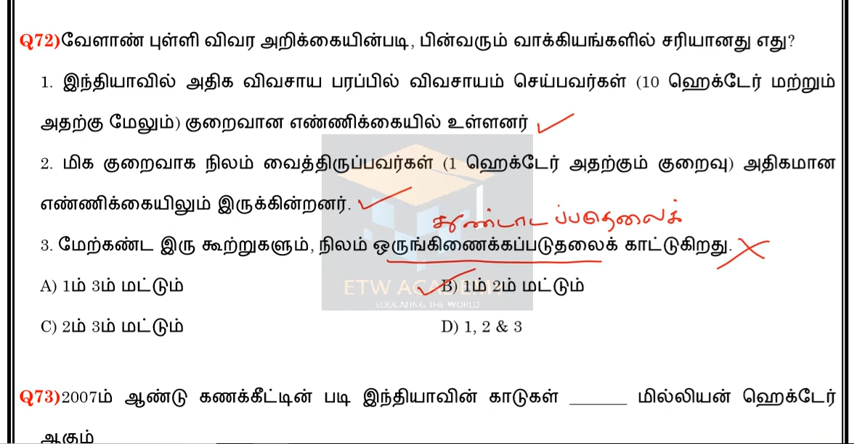 Q72)வேளாண் புள்ளி விவர அறிக்கையின்படி, பின்வரும் வாக்கியங்களில் சரியானது எது?
1. இந்தியாவில் அதிக விவசாய பரப்பில் விவசாயம் செய்பவர்கள் (10 ஹெக்டேர் மற்றும்
அதற்கு மேலும்) குறைவான எண்ணிக்கையில் உள்ளனர்
2. மிக குறைவாக நிலம் வைத்திருப்பவர்கள் (1 ஹெக்டேர் அதற்கும் குறைவு) அதிகமான
எண்ணிக்கையிலும் இருக்கின்றனர்.
3. மேற்கண்ட இரு கூற்றுகளும், நிலம் ஒருங்கிணைக்கப்படுதலைக் காட்டுகிறது.
A) 1ம் 3ம் மட்டும்
B) 1ம் 2ம் மட்டும்
ETW
EDUCATING THE WORLD
C) 2ம் 3ம் மட்டும்
D) 1, 2 & 3
Q73)2007ம் ஆண்டு கணக்கீட்டின் படி இந்தியாவின் காடுகள் ______ மில்லியன் ஹெக்டேர்
ஆகும்